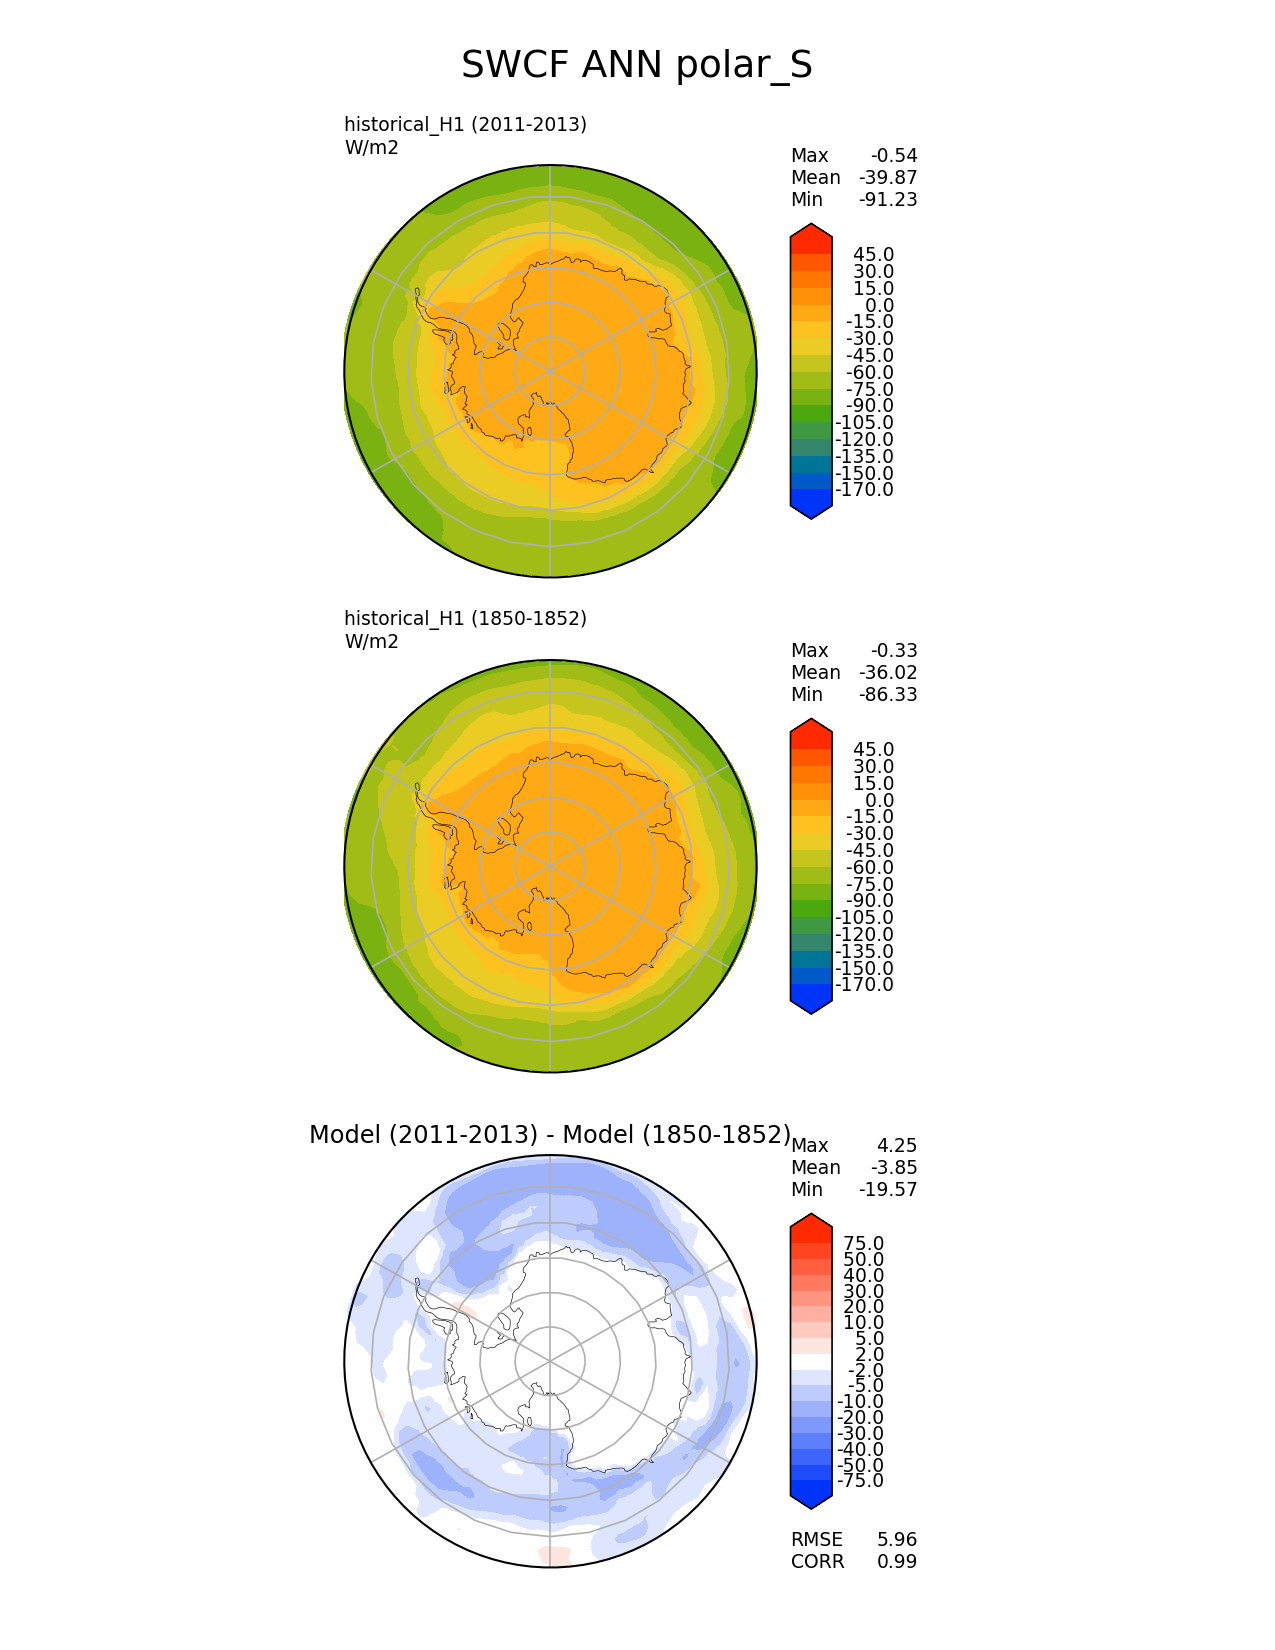 SWCF ANN polar_S
historical_H1 (2011-2013)
W/m2
Max -0.54
Mean -39.87
Min -91.23
45.0
30.0
15.0
0.0
-15.0
-30.0
-45.0
-60.0
-75.0
-90.0
-105.0
-120.0
-135.0
-150.0
-170.0
historical_H1 (1850-1852)
W/m2
Max -0.33
Mean -36.02
Min -86.33
45.0
30.0
15.0
0.0
-15.0
-30.0
-45.0
-60.0
-75.0
-90.0
-105.0
-120.0
-135.0
-150.0
-170.0
Model (2011-2013) - Model (1850-1852)
Max 4.25
Mean -3.85
Min -19.57
75.0
50.0
40.0
30.0
20.0
10.0
5.0
2.0
-2.0
-5.0
-10.0
-20.0
-30.0
-40.0
-50.0
-75.0
RMSE 5.96
CORR 0.99